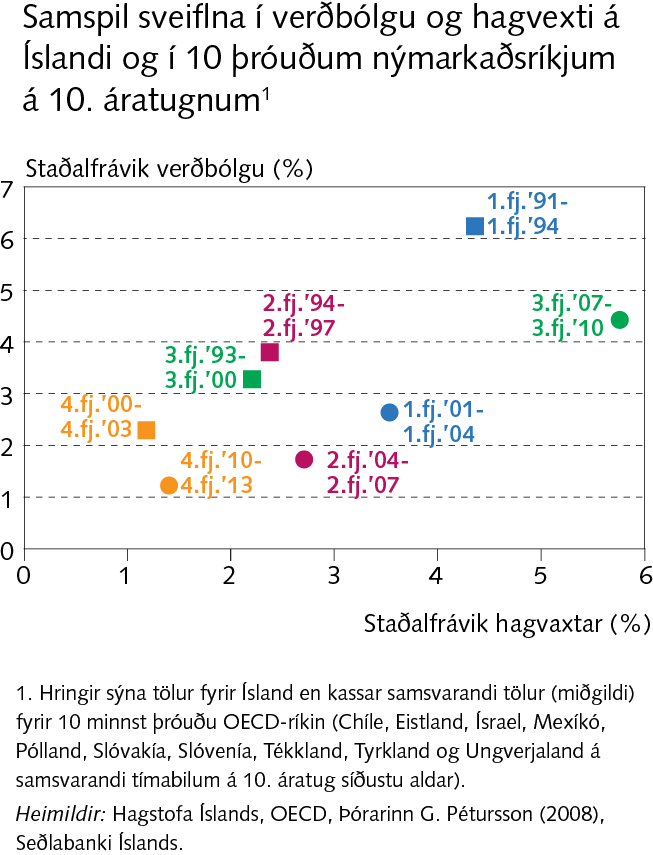 Samspil sveiflna í verðbólgu og hagvexti á
Íslandi og í 10 þróuðum nýmarkaðsríkjum
á 10. áratugnum¹
Staðalfrávik verðbólgu (%)
7
6
5
4
3
2
1
0
1.fj.'91-
1.fj.'94
3.fj.'07-
3.fj.'10
2.fj.'94-
2.fj.'97
3.fj.'93-
3.fj.'00
4.fj.'00-
4.fj.'03
1.fj.'01-
1.fj.'04
4.fj.'10-
4.fj.'13
2.fj.'04-
2.fj.'07
0 1 2 3 4 5 6
Staðalfrávik hagvaxtar (%)
1. Hringir sýna tölur fyrir Ísland en kassar samsvarandi tölur (miðgildi)
fyrir 10 minnst þróuðu OECD-ríkin (Chíle, Eistland, Ísrael, Mexíkó,
Pólland, Slóvakía, Slóvenía, Tékkland, Tyrkland og Ungverjaland á
samsvarandi tímabilum á 10. áratug síðustu aldar).
Heimildir: Hagstofa Íslands, OECD, Þórarinn G. Pétursson (2008),
Seðlabanki Íslands.